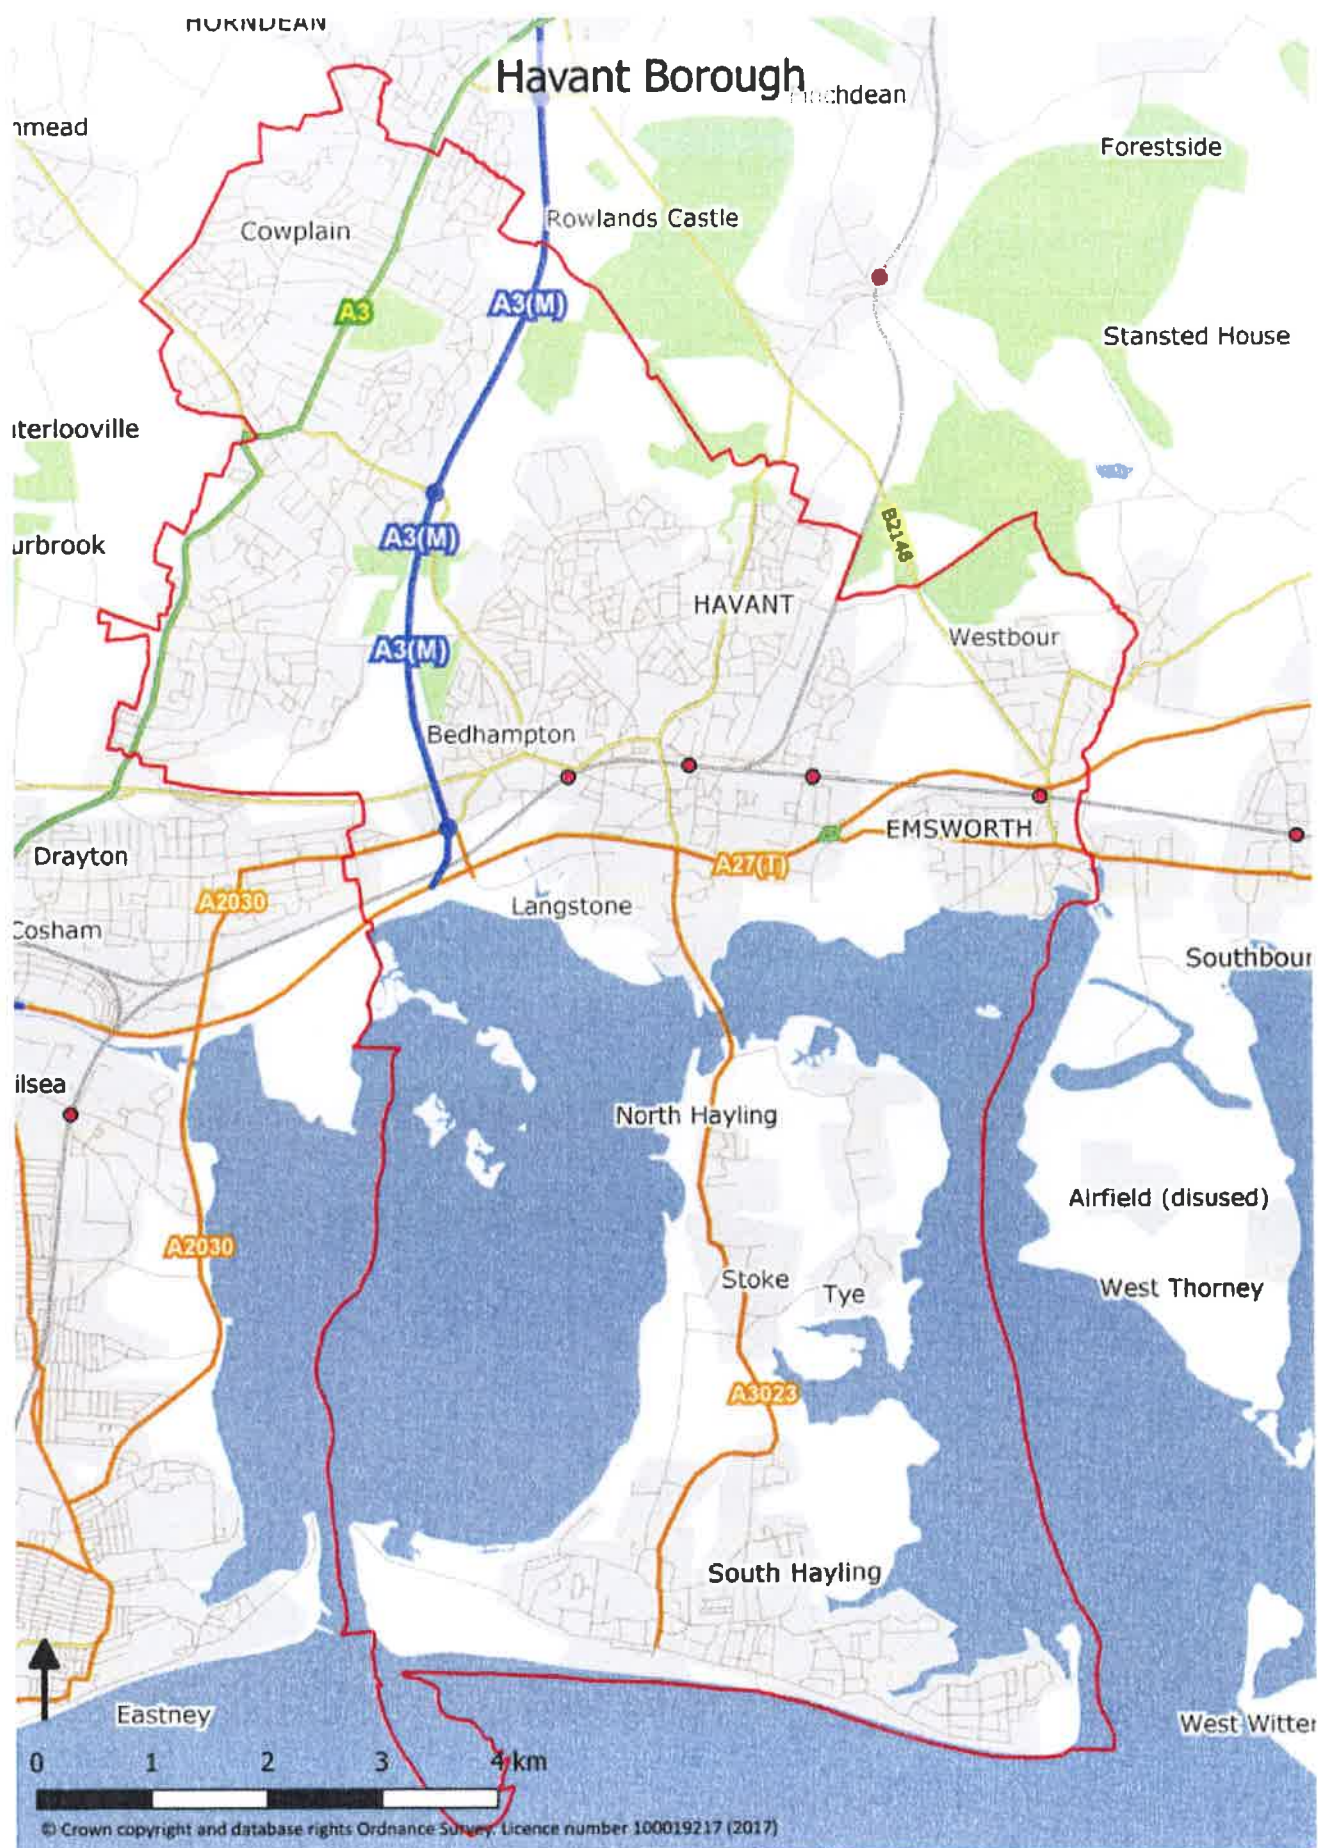 HORNDEAN
Havant Borough
chdean
nmead
Forestside
Rowlands Castle
Cowplain
A3
A3(M)
Stansted House
iterlooville
B2148
urbrook
A3(M)
HAVANT
Westbour
A3(M)
Bedhampton
EMSWORTH
Drayton
A27(T)
A2030
Langstone
Cosham
Southbour
ilsea
North Hayling
Airfield (disused)
A2030
Stoke
Tye
West Thorney
A3023
South Hayling
Eastney
West Witter
0 1 2 3 4 km
© Crown copyright and database rights Ordnance Survey. Licence number 100019217 (2017)